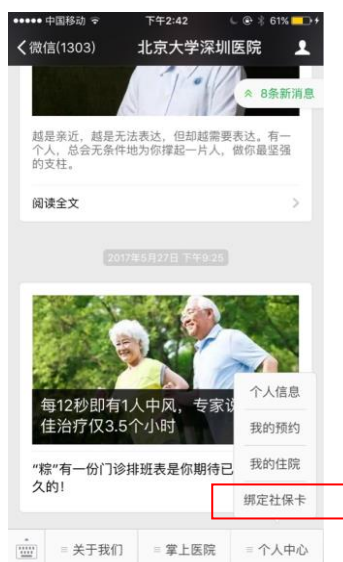 中国移动 下午2:42 61%
微信(1303) 北京大学深圳医院
8条新消息
越是亲近，越是无法表达，但却越需要表达。有一
个人，总会无条件地为你撑起一片人，做你最坚强
的支柱。
阅读全文
2017年5月27日 下午9:25
每12秒即有1人中风，专家说
佳治疗仅3.5个小时
“粽”有一份门诊排班表是你期待已
久的！
个人信息
我的预约
我的住院
绑定社保卡
关于我们 掌上医院 个人中心